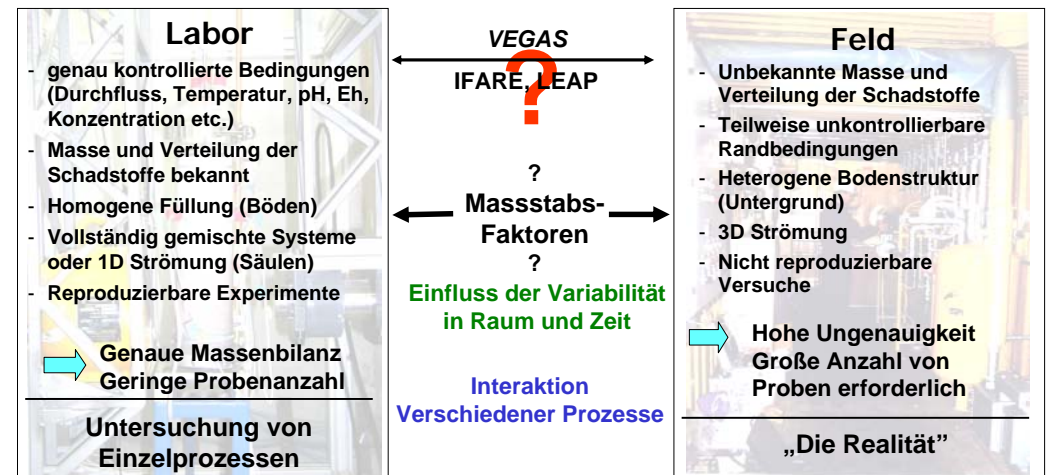 Labor
- genau kontrollierte Bedingungen
(Durchfluss, Temperatur, pH, Eh,
Konzentration etc.)
- Masse und Verteilung der
Schadstoffe bekannt
- Homogene Füllung (Böden)
- Vollständig gemischte Systeme
oder 1D Strömung (Säulen)
- Reproduzierbare Experimente
Genaue Massenbilanz
Geringe Probenanzahl
Untersuchung von
Einzelprozessen
VEGAS
?
IFARE, LEAP
?
Massstabs-
Faktoren
?
Einfluss der Variabilität
in Raum und Zeit
Interaktion
Verschiedener Prozesse
Feld
- Unbekannte Masse und
Verteilung der Schadstoffe
- Teilweise unkontrollierbare
Randbedingungen
- Heterogene Bodenstruktur
(Untergrund)
- 3D Strömung
- Nicht reproduzierbare
Versuche
Hohe Ungenauigkeit
Große Anzahl von
Proben erforderlich
„Die Realität”